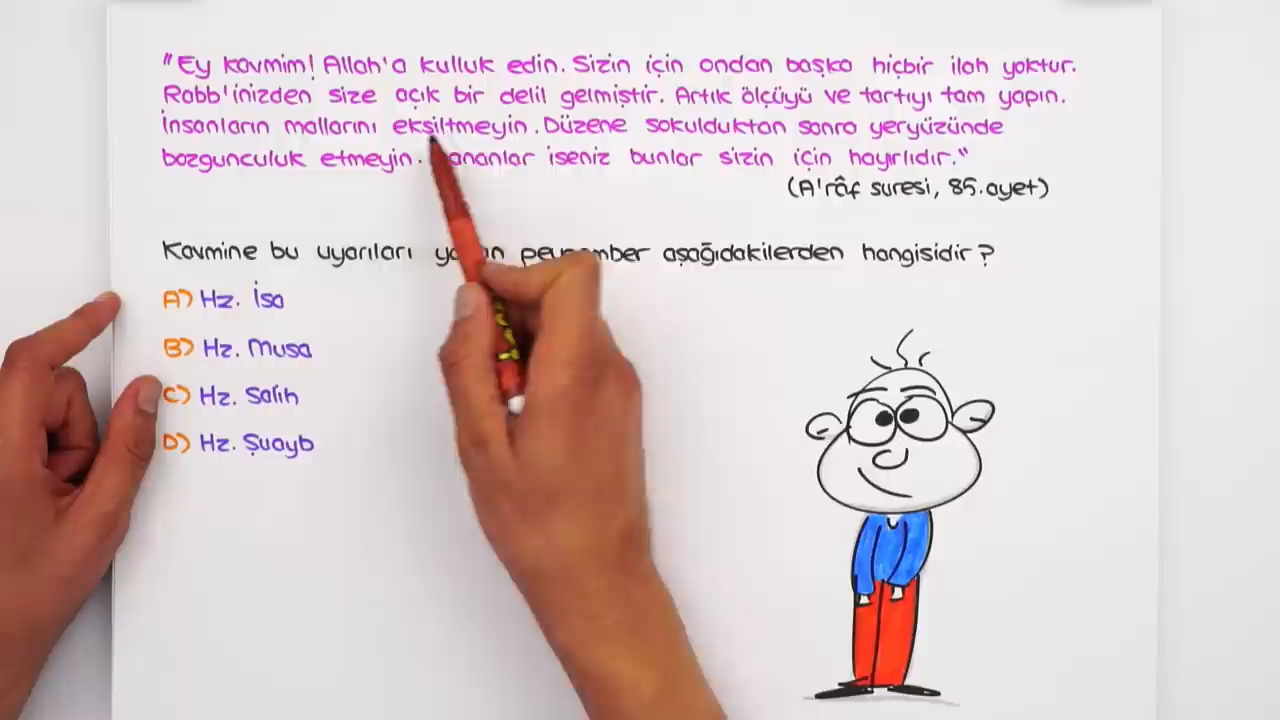 "Ey kavmim! Allah'a kulluk edin. Sizin için ondan başka hiçbir ilah yoktur.
Rabb'inizden size açık bir delil gelmiştir. Artık ölçüyü ve tartıyı tam yapın.
İnsanların mallarını eksiltmeyin. Düzene sokulduktan sonra yeryüzünde
bozgunculuk etmeyin. iseniz bunlar sizin için hayırlıdır."
(A'râf suresi, 85. ayet)
Kavmine bu uyarıları aşağıdakilerden hangisidir?
A) Hz. İsa
B) Hz. Musa
C) Hz. Salih
D) Hz. Şuayb